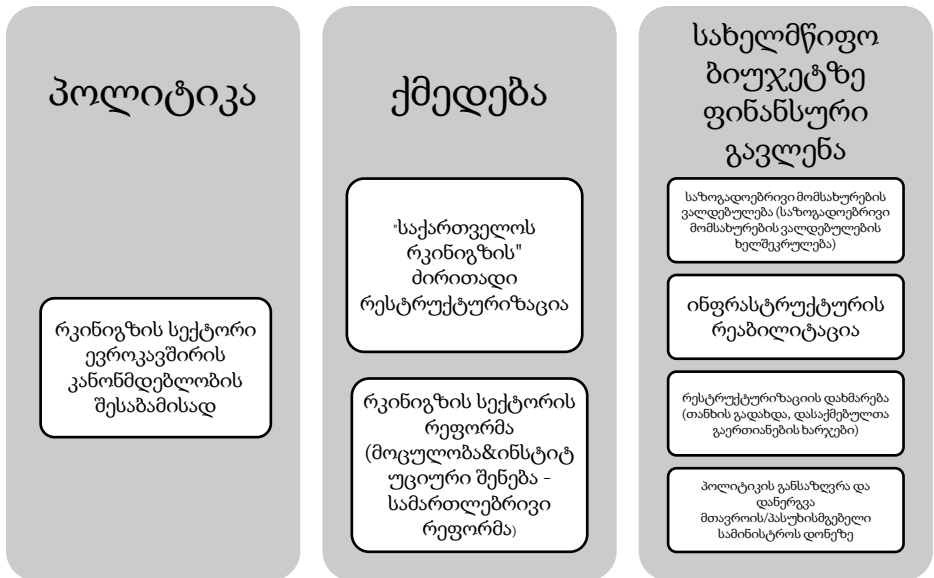 პოლიტიკა
რკინიგზის სექტორი
ევროკავშირის
კანონმდებლობის
შესაბამისად
ქმედება
"საქართველოს
რკინიგზის"
ძირითადი
რესტრუქტურიზაცია
რკინიგზის სექტორის
რეფორმა
(მოცულობა&ინსტიტ
უციური შენება -
სამართლებრივი
რეფორმა)
სახელმწიფო
ბიუჯეტზე
ფინანსური
გავლენა
საზოგადოებრივი მომსახურების
ვალდებულება (საზოგადოებრივი
მომსახურების ვალდებულების
ხელშეკრულება)
ინფრასტრუქტურის
რეაბილიტაცია
რესტრუქტურიზაციის დახმარება
(თანხის გადახდა, დასაქმებულთა
გაერთიანების ხარჯები)
პოლიტიკის განსაზღვრა და
დანერგვა
მთავროის/პასუხისმგებელი
სამინისტროს დონეზე